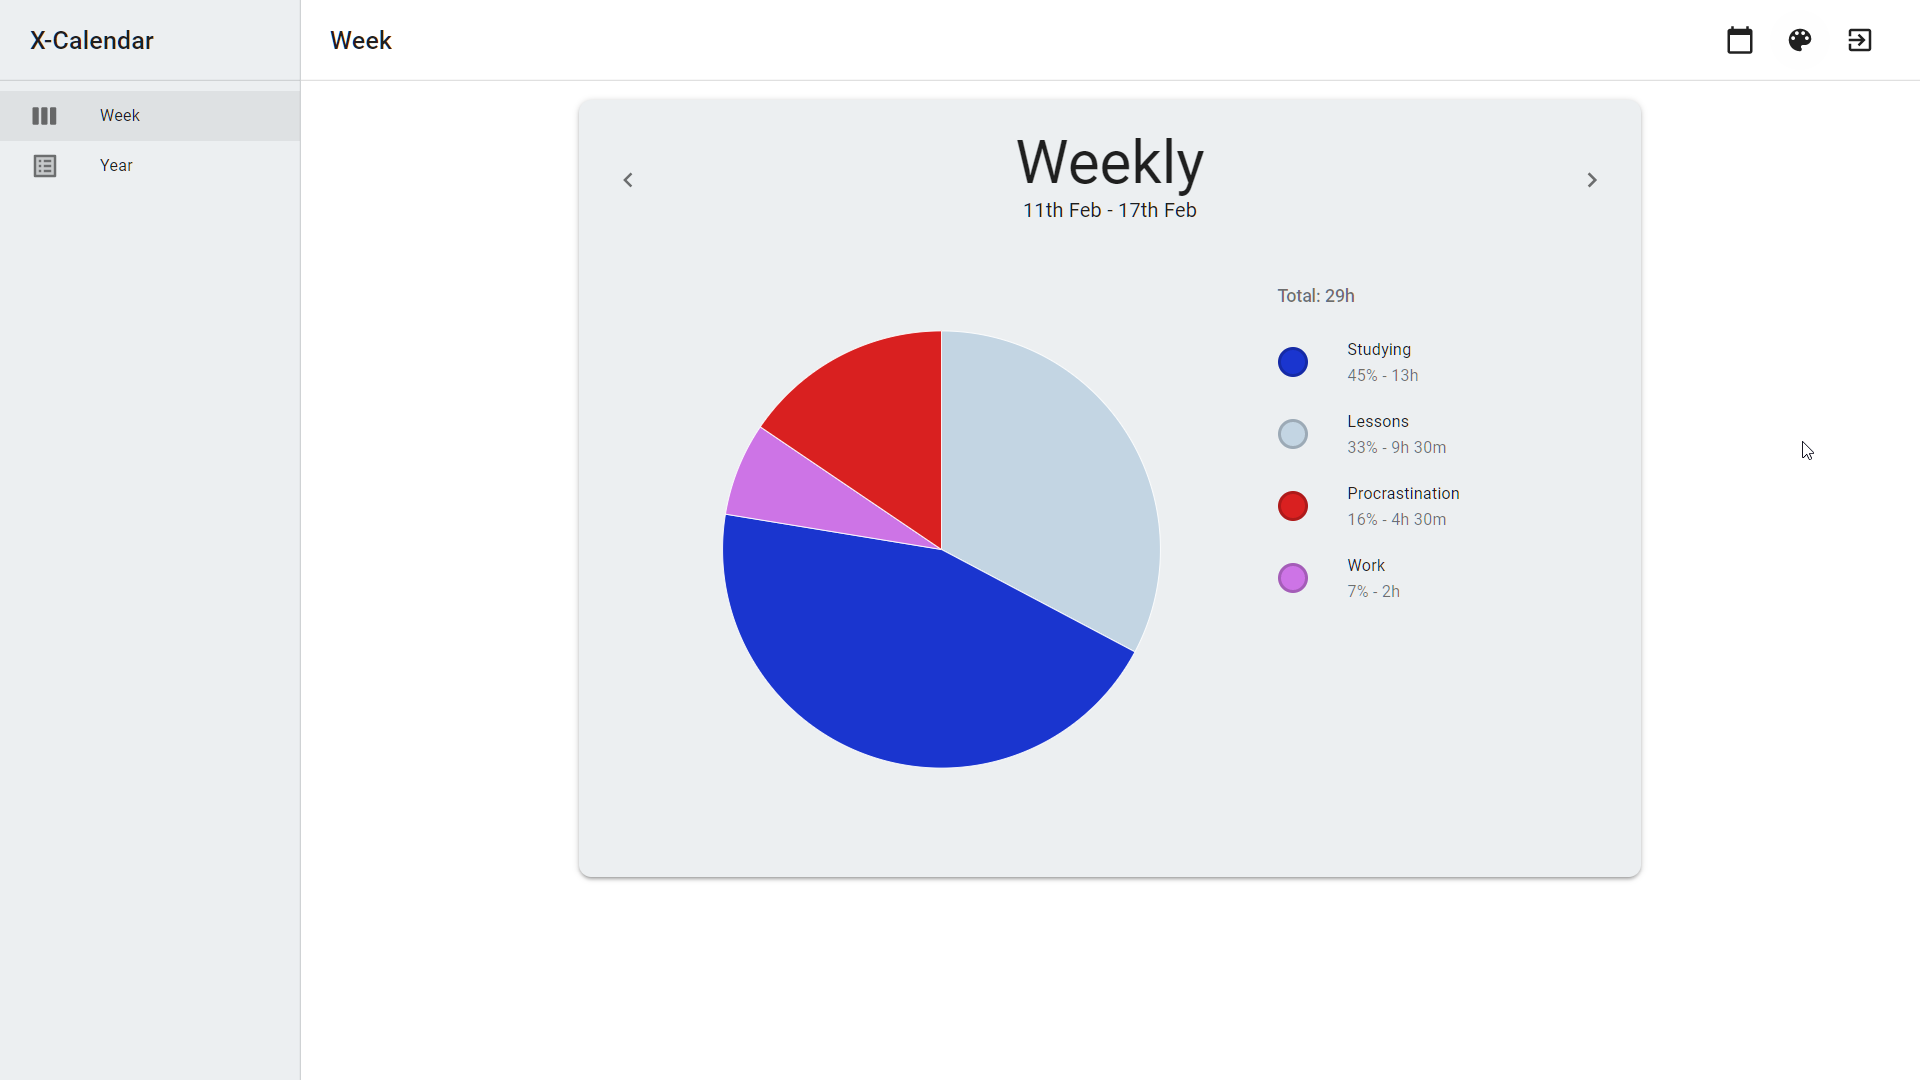 X-Calendar
Week
Week
Year
Weekly
11th Feb - 17th Feb
Total: 29h
Studying
45% - 13h
Lessons
33% - 9h 30m
Procrastination
16% - 4h 30m
Work
7% - 2h